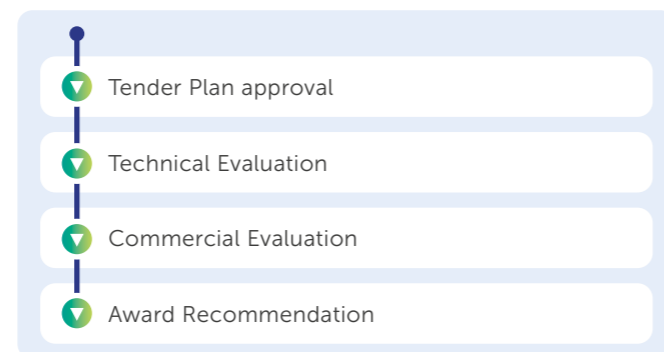 Tender Plan approval
Technical Evaluation
Commercial Evaluation
Award Recommendation